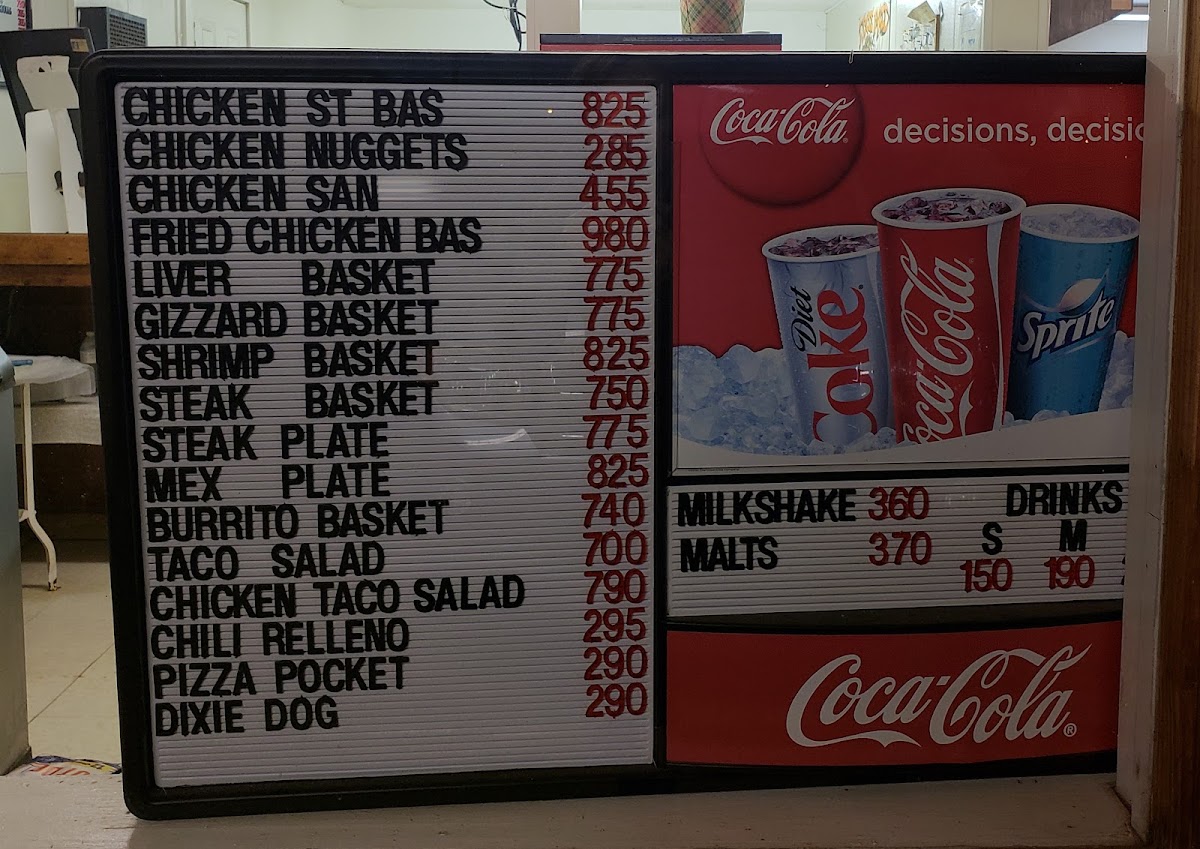 CHICKEN ST BAS 825
CHICKEN NUGGETS 285
CHICKEN SAN 455
FRIED CHICKEN BAS 980
LIVER BASKET 775
GIZZARD BASKET 775
SHRIMP BASKET 825
STEAK BASKET 750
STEAK PLATE 775
MEX PLATE 825
BURRITO BASKET 740
TACO SALAD 700
CHICKEN TACO SALAD 790
CHILI RELLENO 295
PIZZA POCKET 290
DIXIE DOG 290
Coca-Cola
decisions, decisio
Diet Coke
Coca-Cola
Sprite
MILKSHAKE 360 DRINKS
MALTS 370 S M
150 190
Coca-Cola®